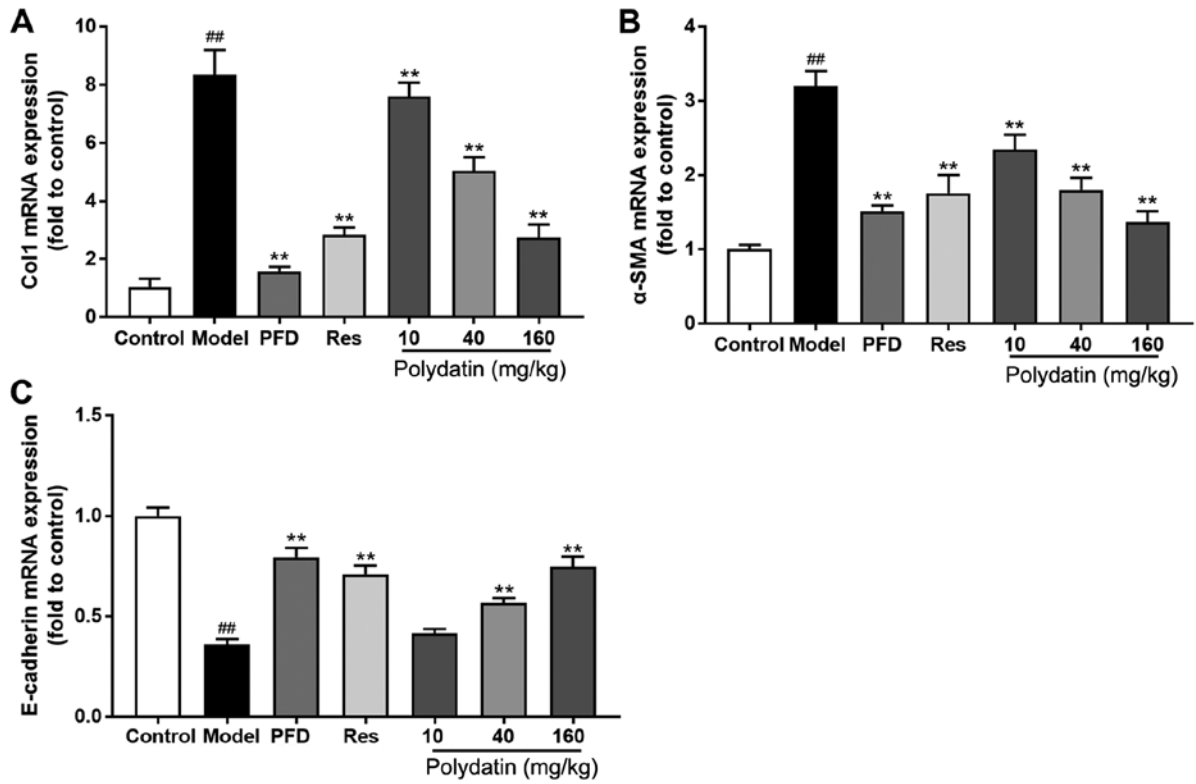 A
Col1 mRNA expression
(fold to control)
10
8
6
4
2
0
##
**
**
**
**
**
Control Model PFD Res 10 40 160
Polydatin (mg/kg)
B
α-SMA mRNA expression
(fold to control)
4
3
2
1
0
##
**
**
**
**
**
Control Model PFD Res 10 40 160
Polydatin (mg/kg)
C
E-cadherin mRNA expression
(fold to control)
1.5
1.0
0.5
0.0
##
**
**
**
**
Control Model PFD Res 10 40 160
Polydatin (mg/kg)